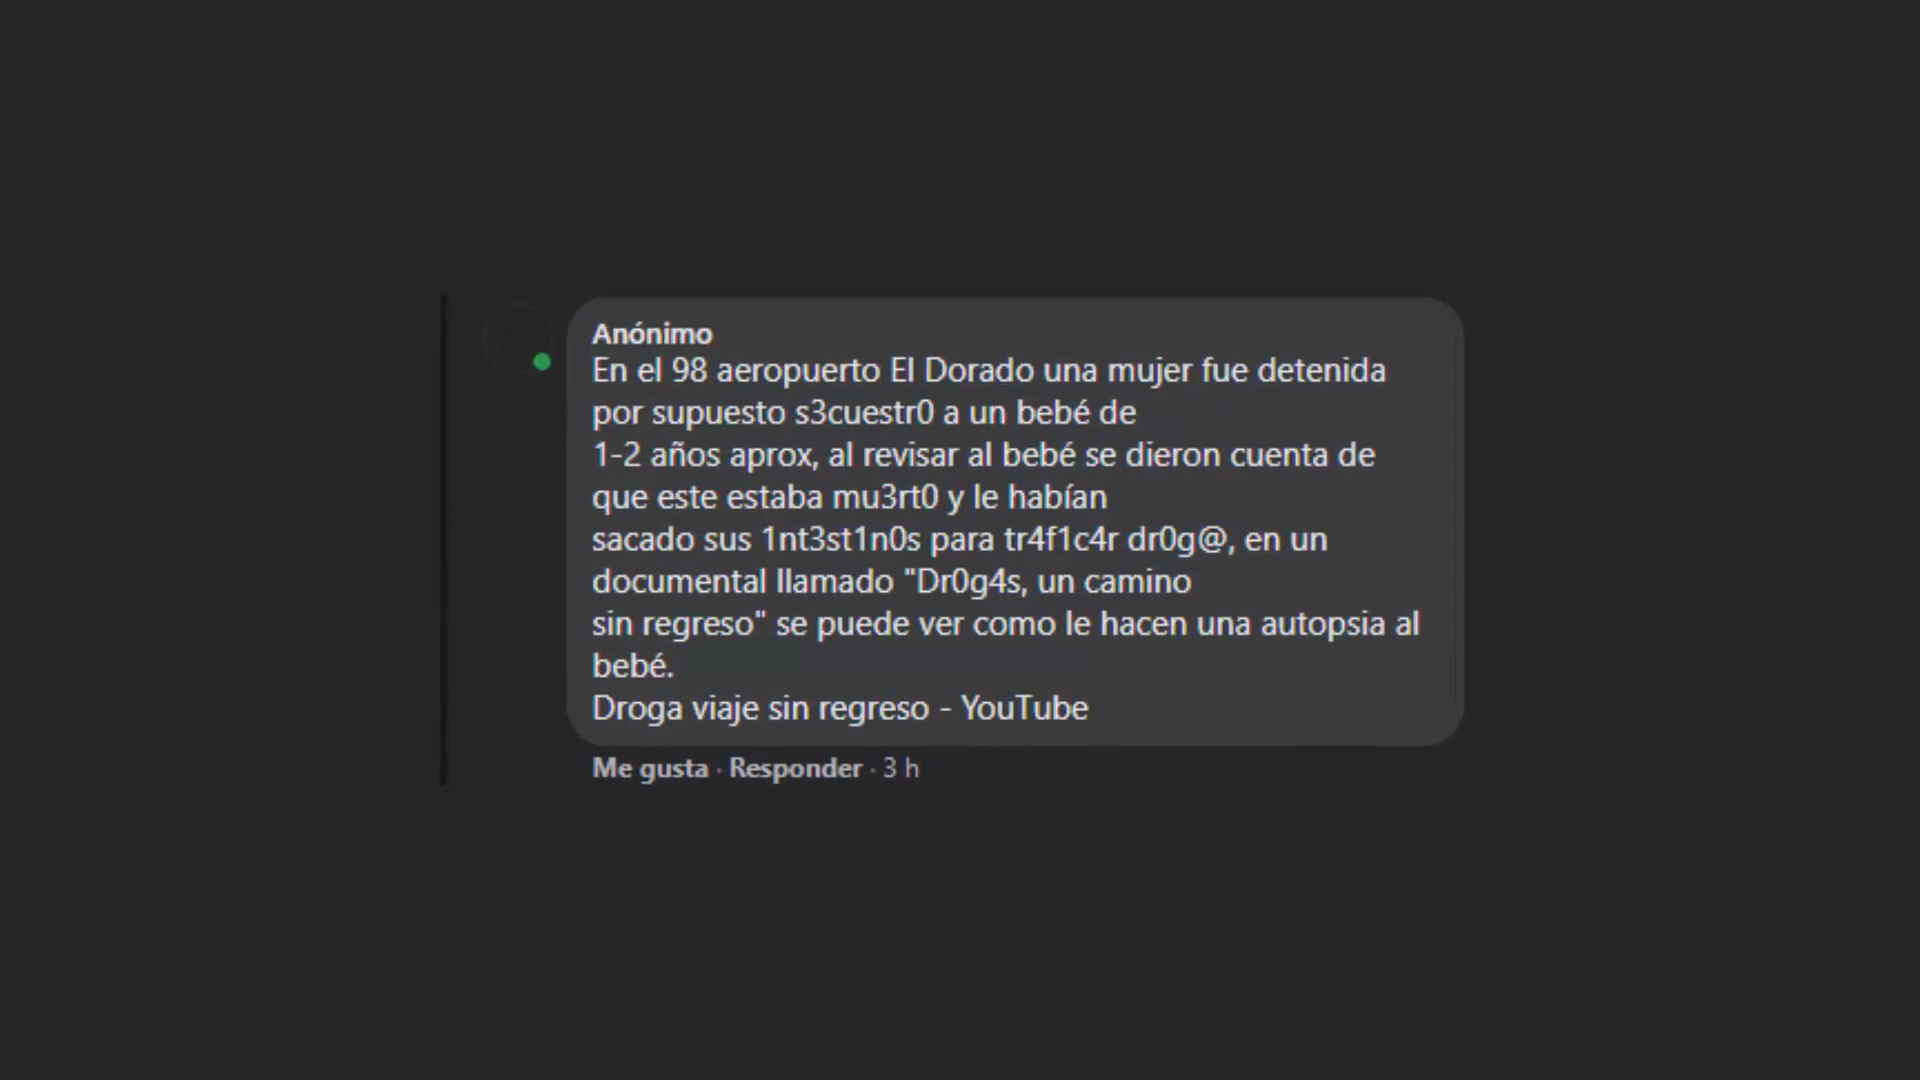 Anónimo
En el 98 aeropuerto El Dorado una mujer fue detenida
por supuesto s3cuestr0 a un bebé de
1-2 años aprox, al revisar al bebé se dieron cuenta de
que este estaba mu3rt0 y le habían
sacado sus 1nt3st1n0s para tr4f1c4r dr0g@, en un
documental llamado "Dr0g4s, un camino
sin regreso" se puede ver como le hacen una autopsia al
bebé.
Droga viaje sin regreso - YouTube
Me gusta · Responder · 3 h